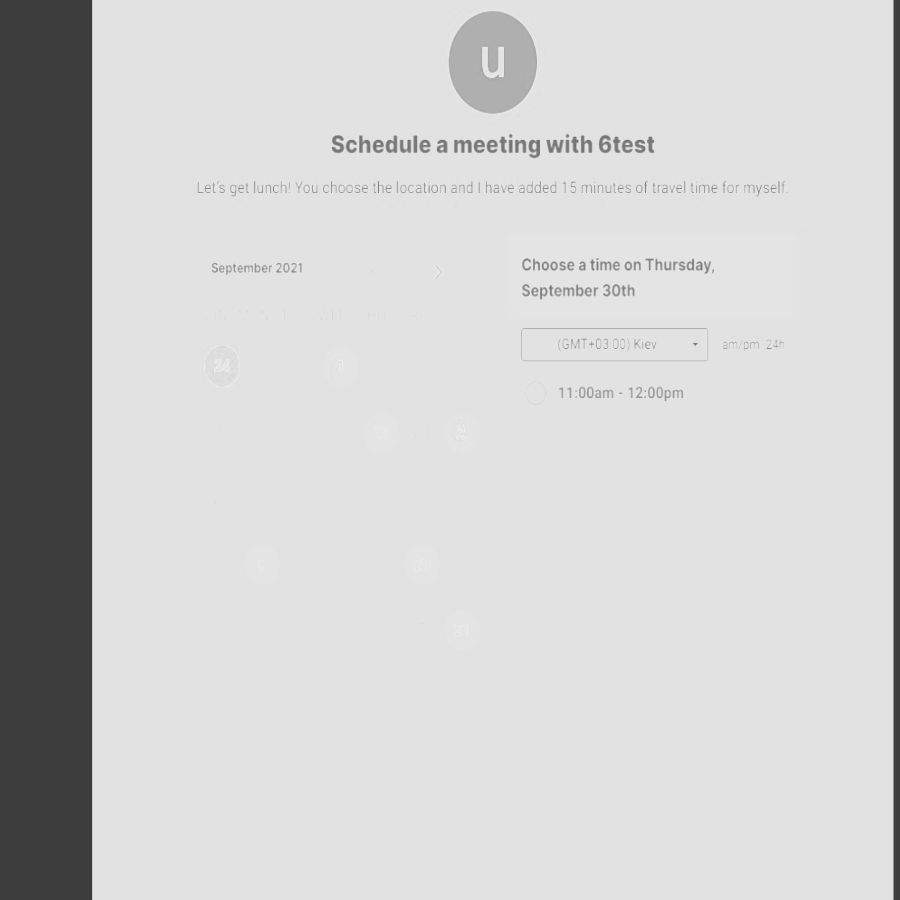 u
Schedule a meeting with 6test
Let's get lunch! You choose the location and I have added 15 minutes of travel time for myself.
September 2021
Choose a time on Thursday,
September 30th
(GMT+03:00) Kiev am/pm 24h
24
11:00am - 12:00pm